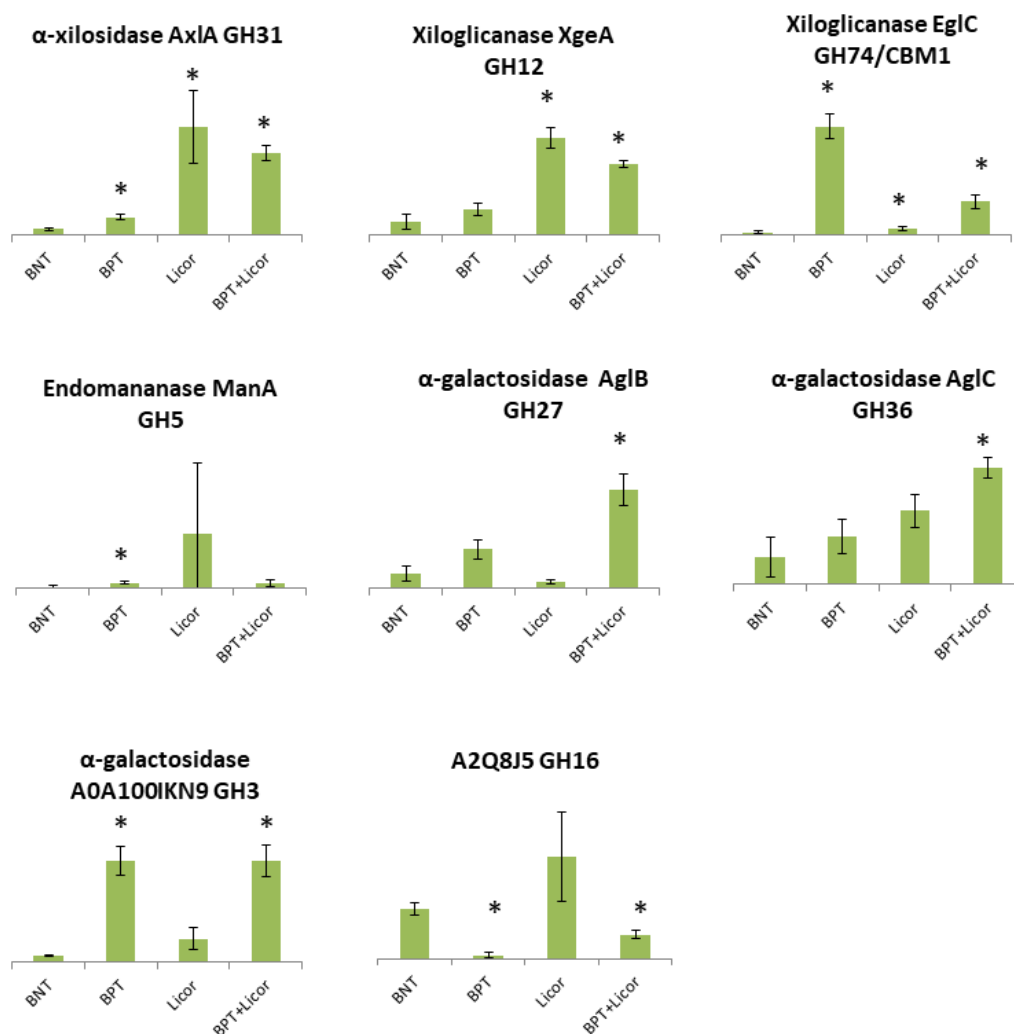 α-xilosidase AxlA GH31
*
*
*
BNT
BPT
Licor
BPT+Licor
Xiloglicanase XgeA
GH12
*
*
BNT
BPT
Licor
BPT+Licor
Xiloglicanase EglC
GH74/CBM1
*
*
*
BNT
BPT
Licor
BPT+Licor
Endomananase ManA
GH5
*
BNT
BPT
Licor
BPT+Licor
α-galactosidase AglB
GH27
*
BNT
BPT
Licor
BPT+Licor
α-galactosidase AglC
GH36
*
BNT
BPT
Licor
BPT+Licor
α-galactosidase
A0A100IKN9 GH3
*
*
BNT
BPT
Licor
BPT+Licor
A2Q8J5 GH16
*
*
BNT
BPT
Licor
BPT+Licor